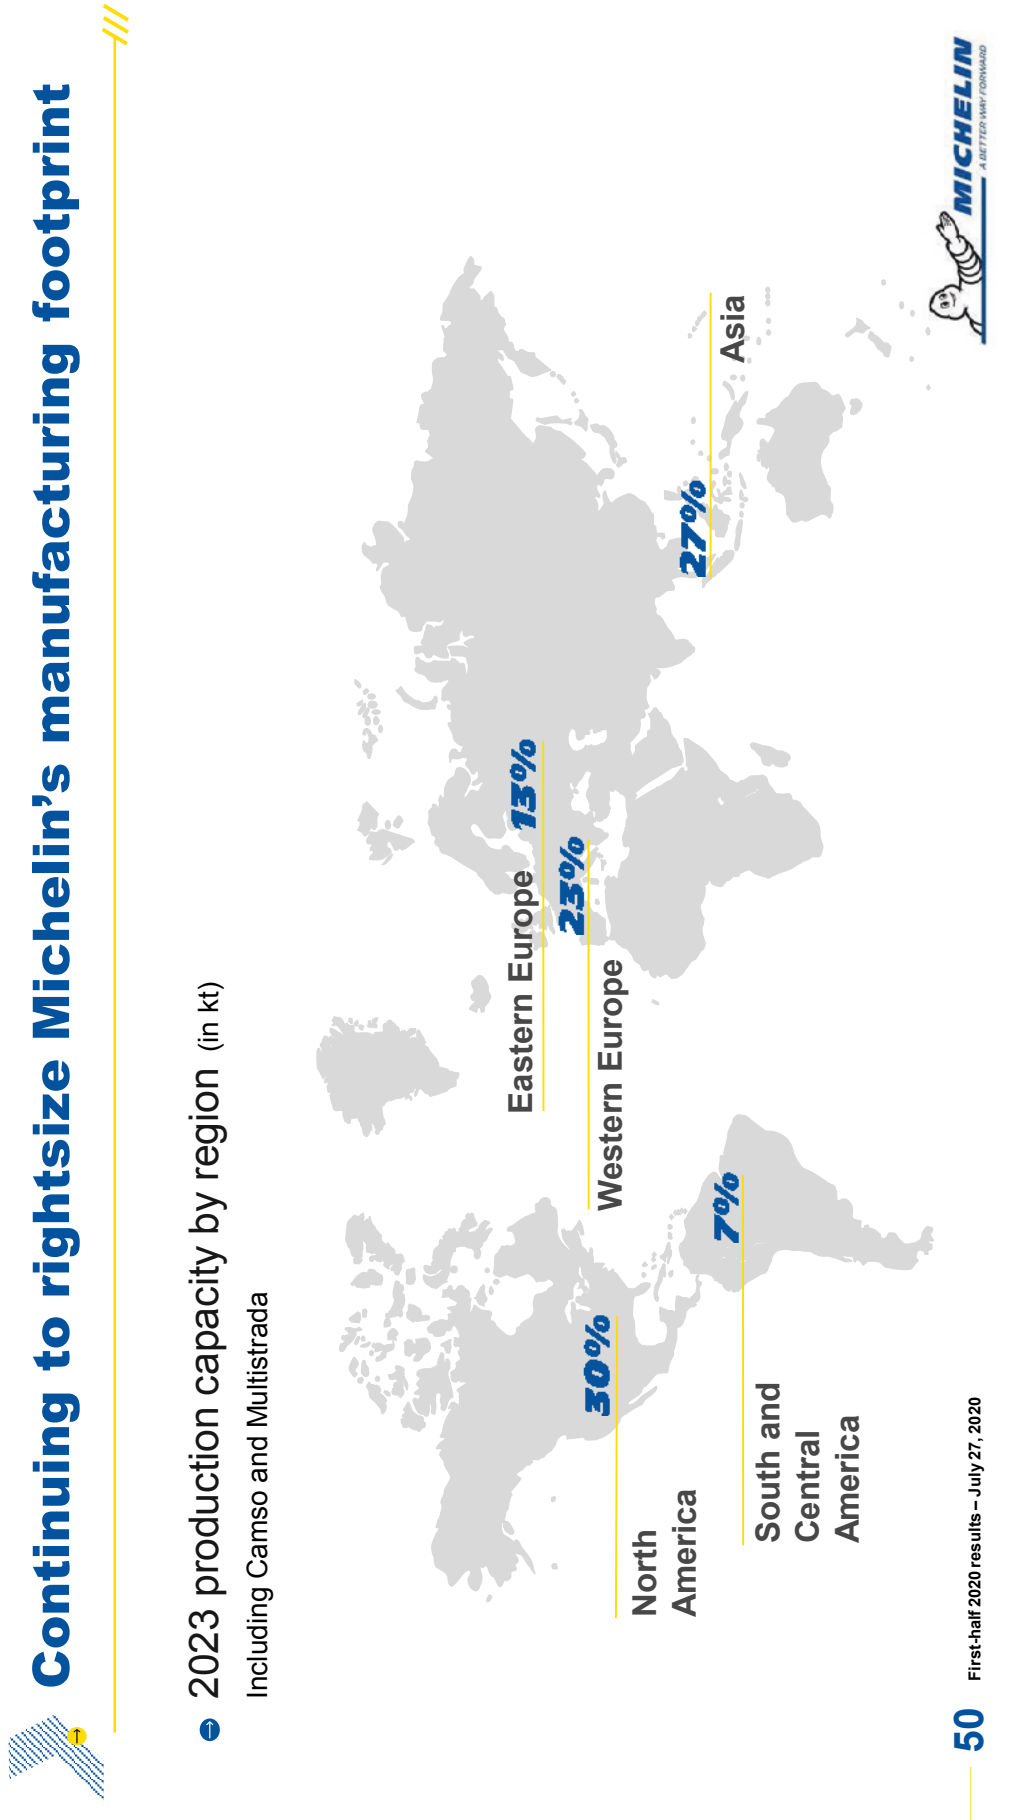 Continuing to rightsize Michelin's manufacturing footprint
2023 production capacity by region (in kt)
Including Camso and Multistrada
Eastern Europe 13%
23%
Western Europe
30%
North
America
27%
Asia
7%
South and
Central
America
50
First-half 2020 results – July 27, 2020
MICHELIN
A BETTER WAY FORWARD